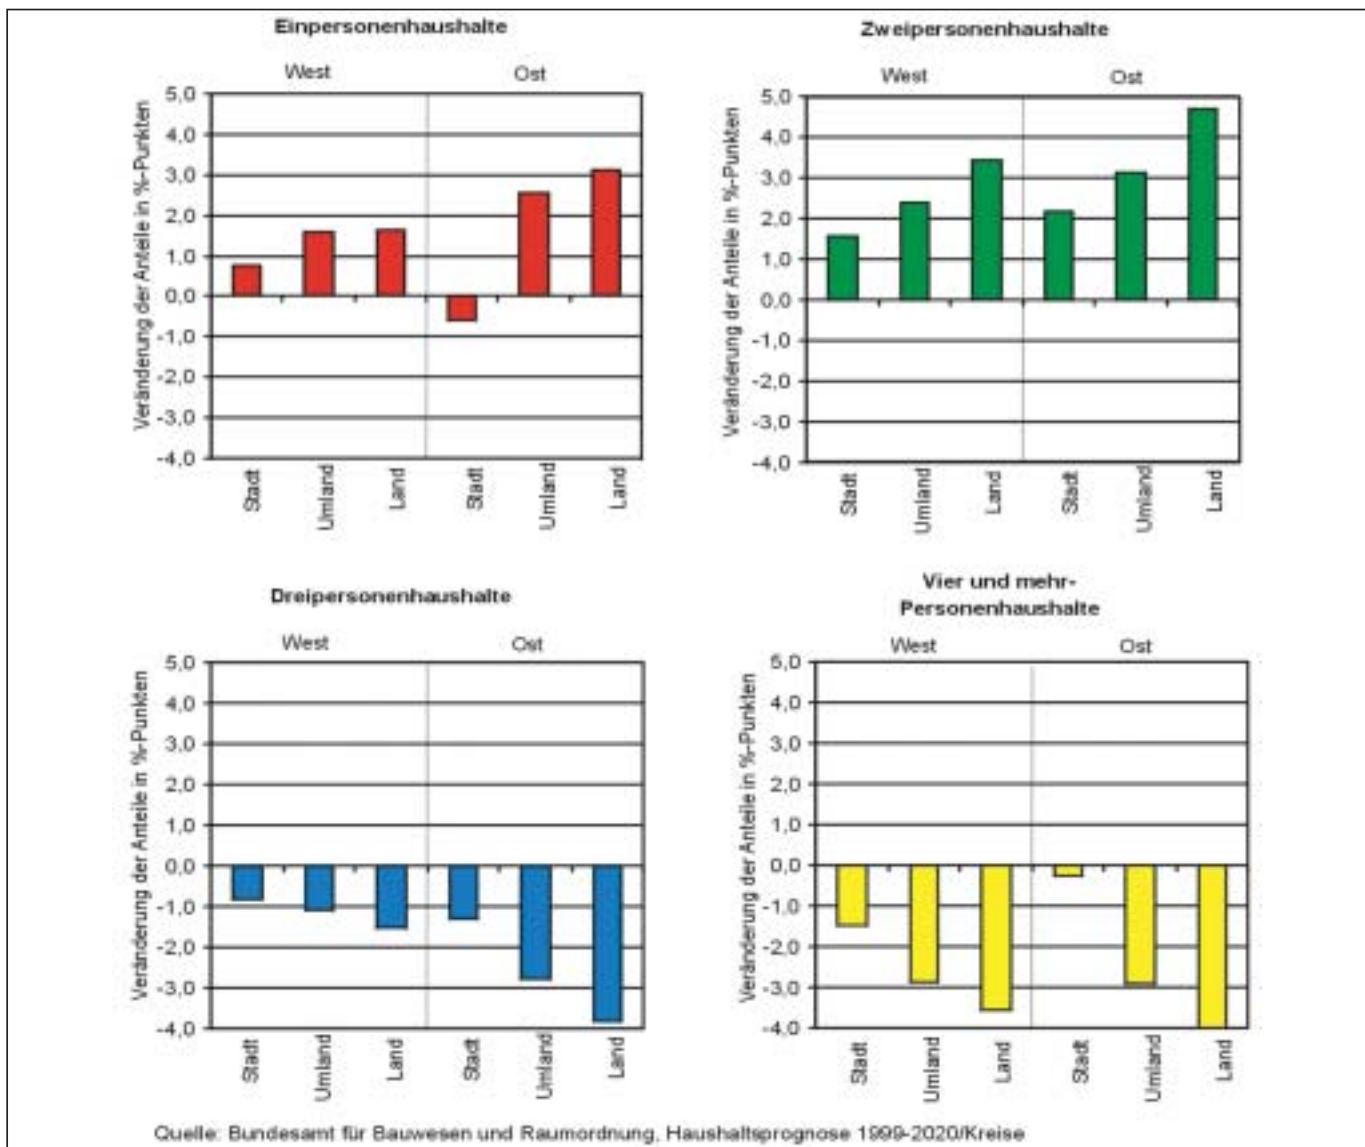 Einpersonenhaushalte
West Ost
Veränderung der Anteile in %-Punkten
5,0
4,0
3,0
2,0
1,0
0,0
-1,0
-2,0
-3,0
-4,0
Stadt Umland Land Stadt Umland Land
Zweipersonenhaushalte
West Ost
Veränderung der Anteile in %-Punkten
5,0
4,0
3,0
2,0
1,0
0,0
-1,0
-2,0
-3,0
-4,0
Stadt Umland Land Stadt Umland Land
Dreipersonenhaushalte
West Ost
Veränderung der Anteile in %-Punkten
5,0
4,0
3,0
2,0
1,0
0,0
-1,0
-2,0
-3,0
-4,0
Stadt Umland Land Stadt Umland Land
Vier und mehr-
Personenhaushalte
West Ost
Veränderung der Anteile in %-Punkten
5,0
4,0
3,0
2,0
1,0
0,0
-1,0
-2,0
-3,0
-4,0
Stadt Umland Land Stadt Umland Land
Quelle: Bundesamt für Bauwesen und Raumordnung, Haushaltsprognose 1999-2020/Kreise